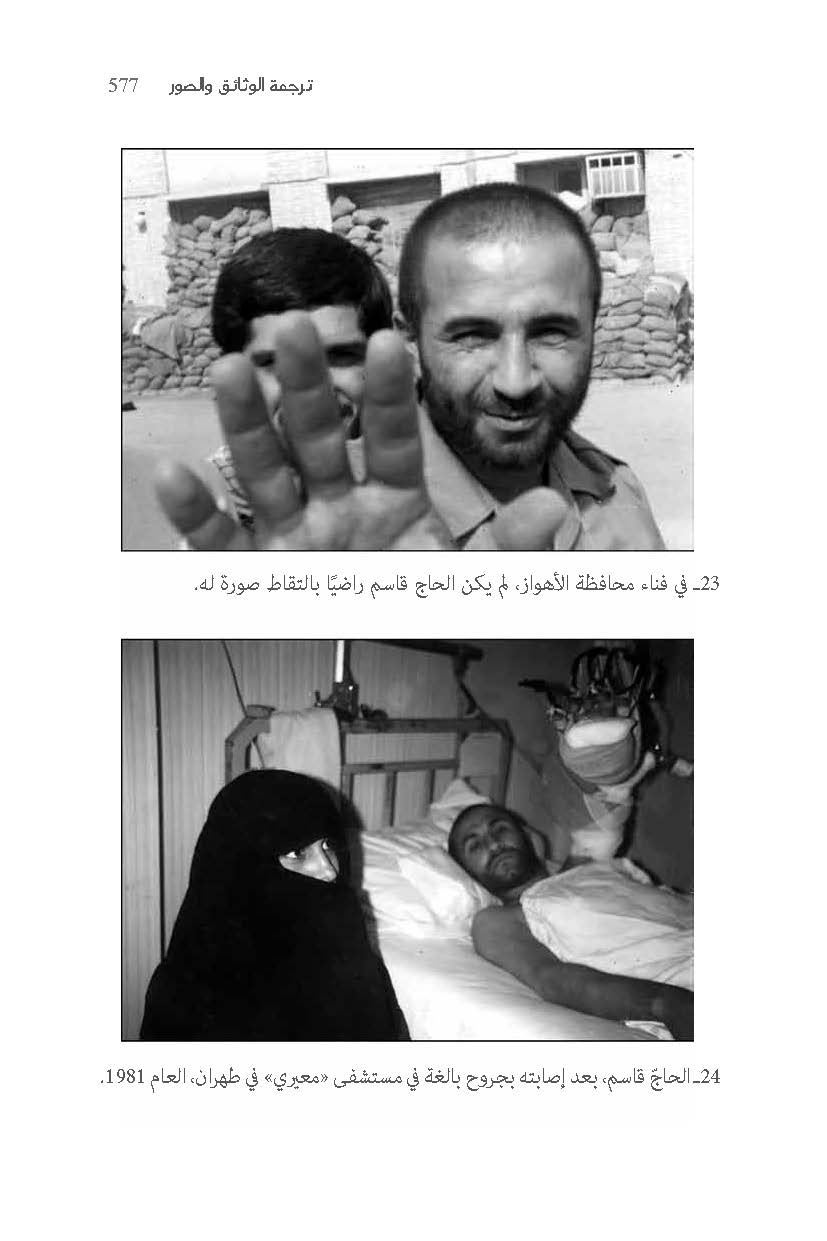 ترجمة الوثائق والصور 577
23ـ في فناء محافظة الأهواز، لم يكن الحاج قاسم راضيًا بالتقاط صورة له.
24ـ الحاجّ قاسم، بعد إصابته بجروح بالغة في مستشفى «معيري» في طهران، العام 1981.